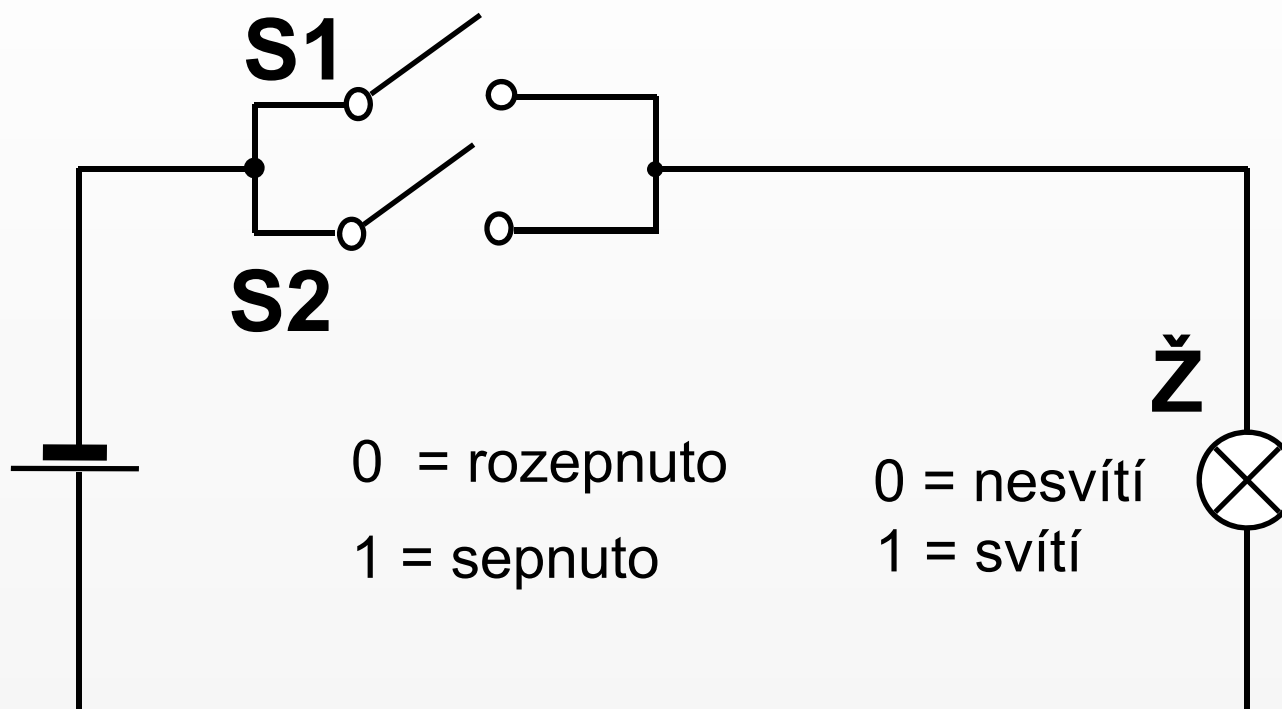 S1
S2
Ž
0 = rozepnuto
1 = sepnuto
0 = nesvítí
1 = svítí